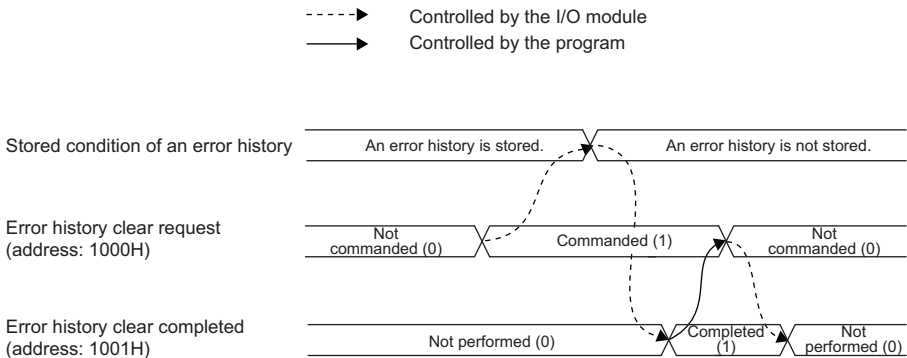 Controlled by the I/O module
Controlled by the program
Stored condition of an error history
An error history is stored.
An error history is not stored.
Error history clear request
(address: 1000H)
Not
commanded (0)
Commanded (1)
Not
commanded (0)
Error history clear completed
(address: 1001H)
Not performed (0)
Completed
(1)
Not
performed (0)